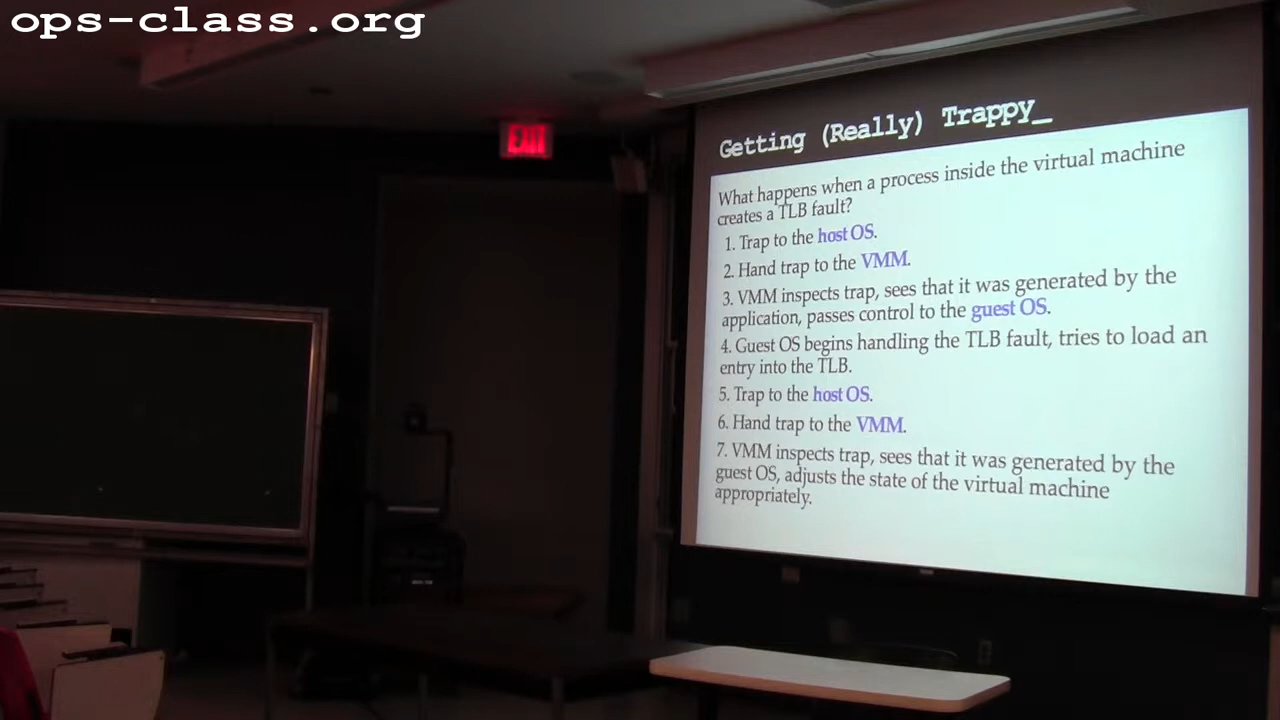 ops-class.org
EXIT
Getting (Really) Trappy_
What happens when a process inside the virtual machine
creates a TLB fault?
1. Trap to the host OS.
2. Hand trap to the VMM.
3. VMM inspects trap, sees that it was generated by the
application, passes control to the guest OS.
4. Guest OS begins handling the TLB fault, tries to load an
entry into the TLB.
5. Trap to the host OS.
6. Hand trap to the VMM.
7. VMM inspects trap, sees that it was generated by the
guest OS, adjusts the state of the virtual machine
appropriately.